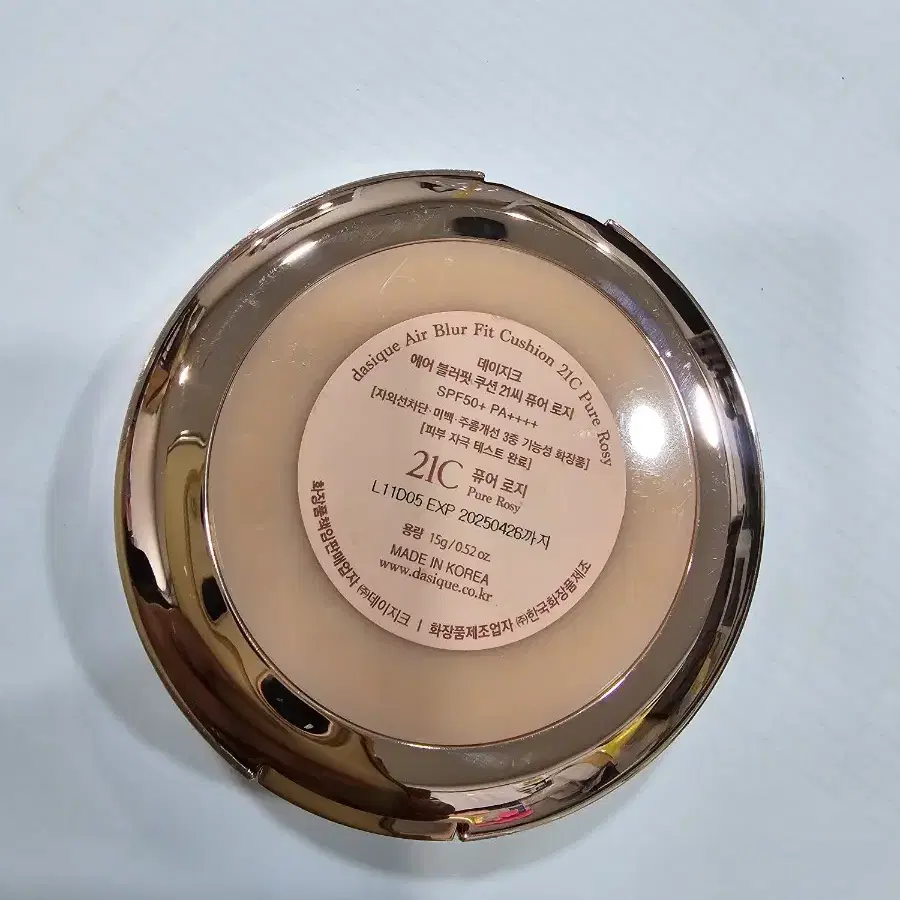 dasique Air Blur Fit Cushion 21C Pure Rosy
데이지크
에어 블러핏 쿠션 21씨 퓨어 로지
SPF50+ PA++++
[자외선차단·미백·주름개선 3중 기능성 화장품]
[피부 자극 테스트 완료]
21C 퓨어 로지
Pure Rosy
L11D05 EXP 20250426까지
용량 15g/0.52 oz
MADE IN KOREA
www.dasique.co.kr
화장품책임판매업자 ㈜데이지크 | 화장품제조업자 ㈜한국화장품제조